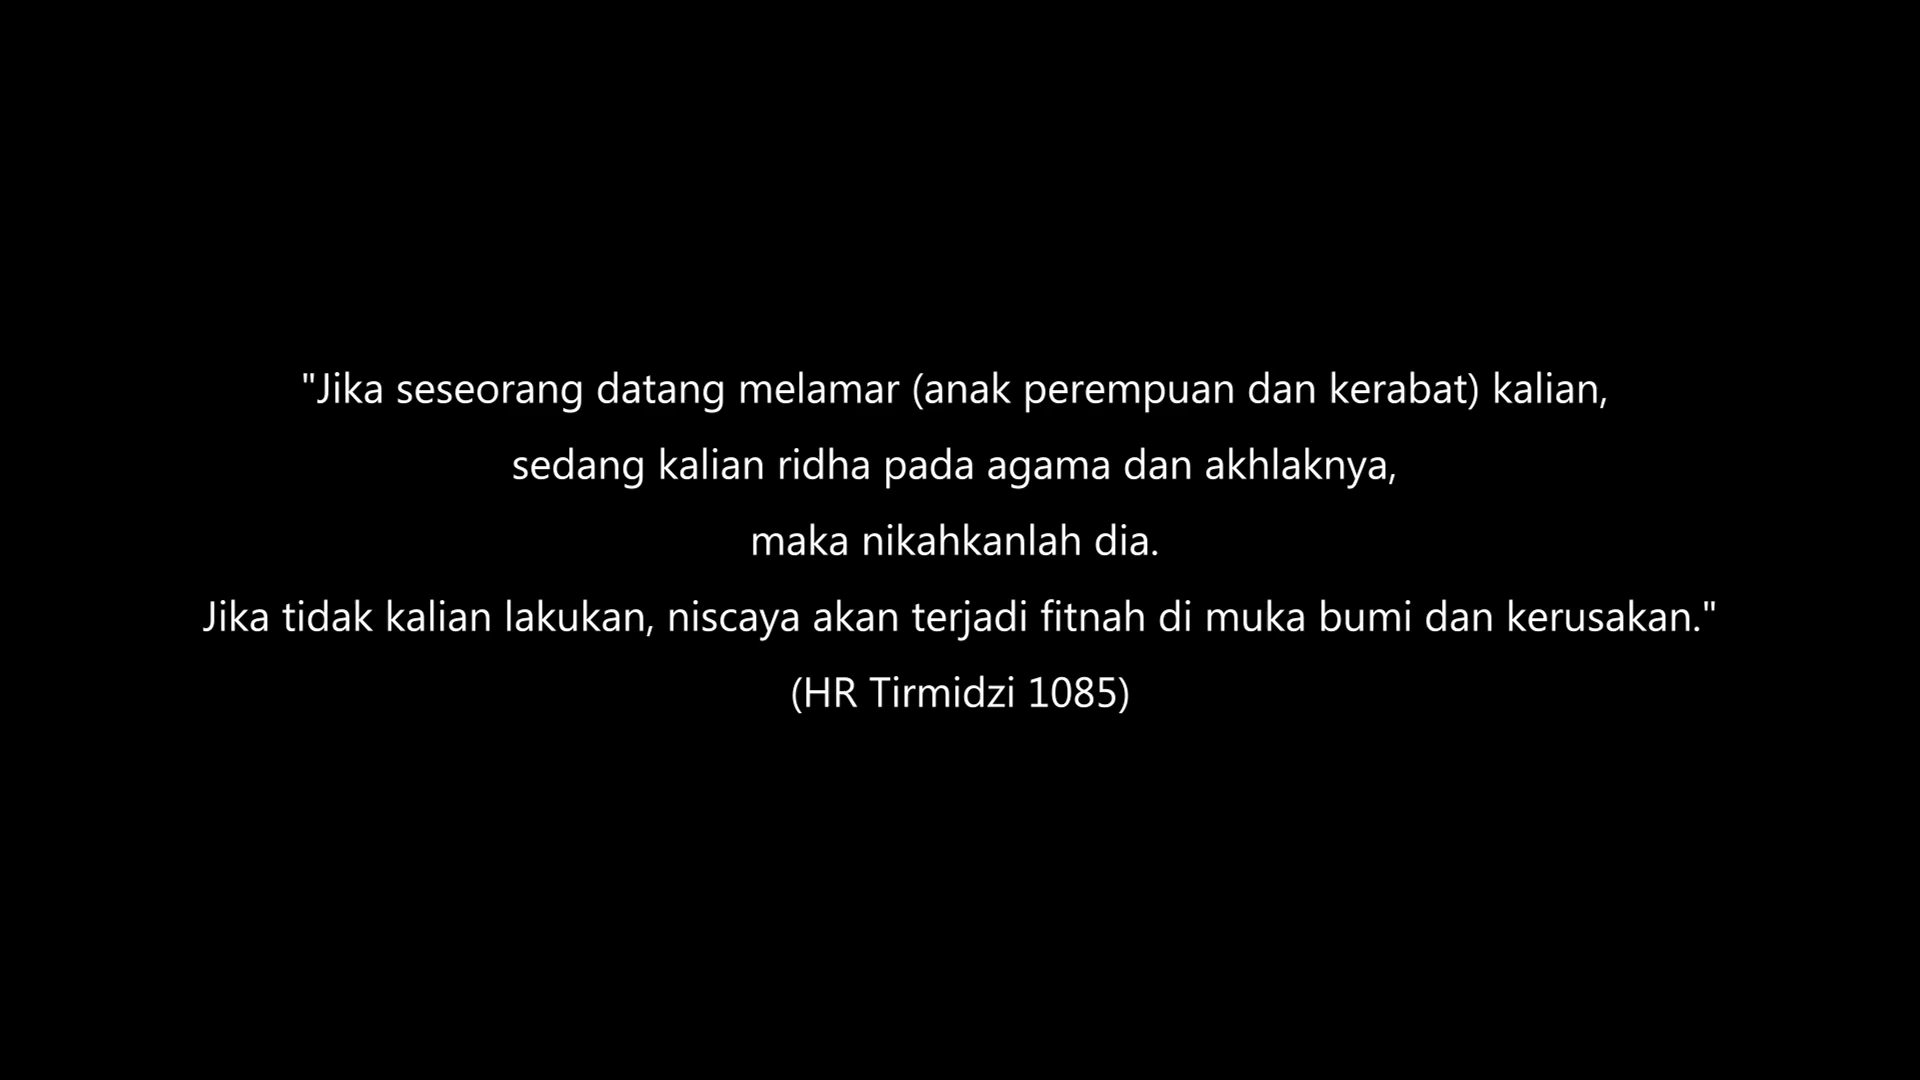 "Jika seseorang datang melamar (anak perempuan dan kerabat) kalian,
sedang kalian ridha pada agama dan akhlaknya,
maka nikahkanlah dia.
Jika tidak kalian lakukan, niscaya akan terjadi fitnah di muka bumi dan kerusakan."
(HR Tirmidzi 1085)